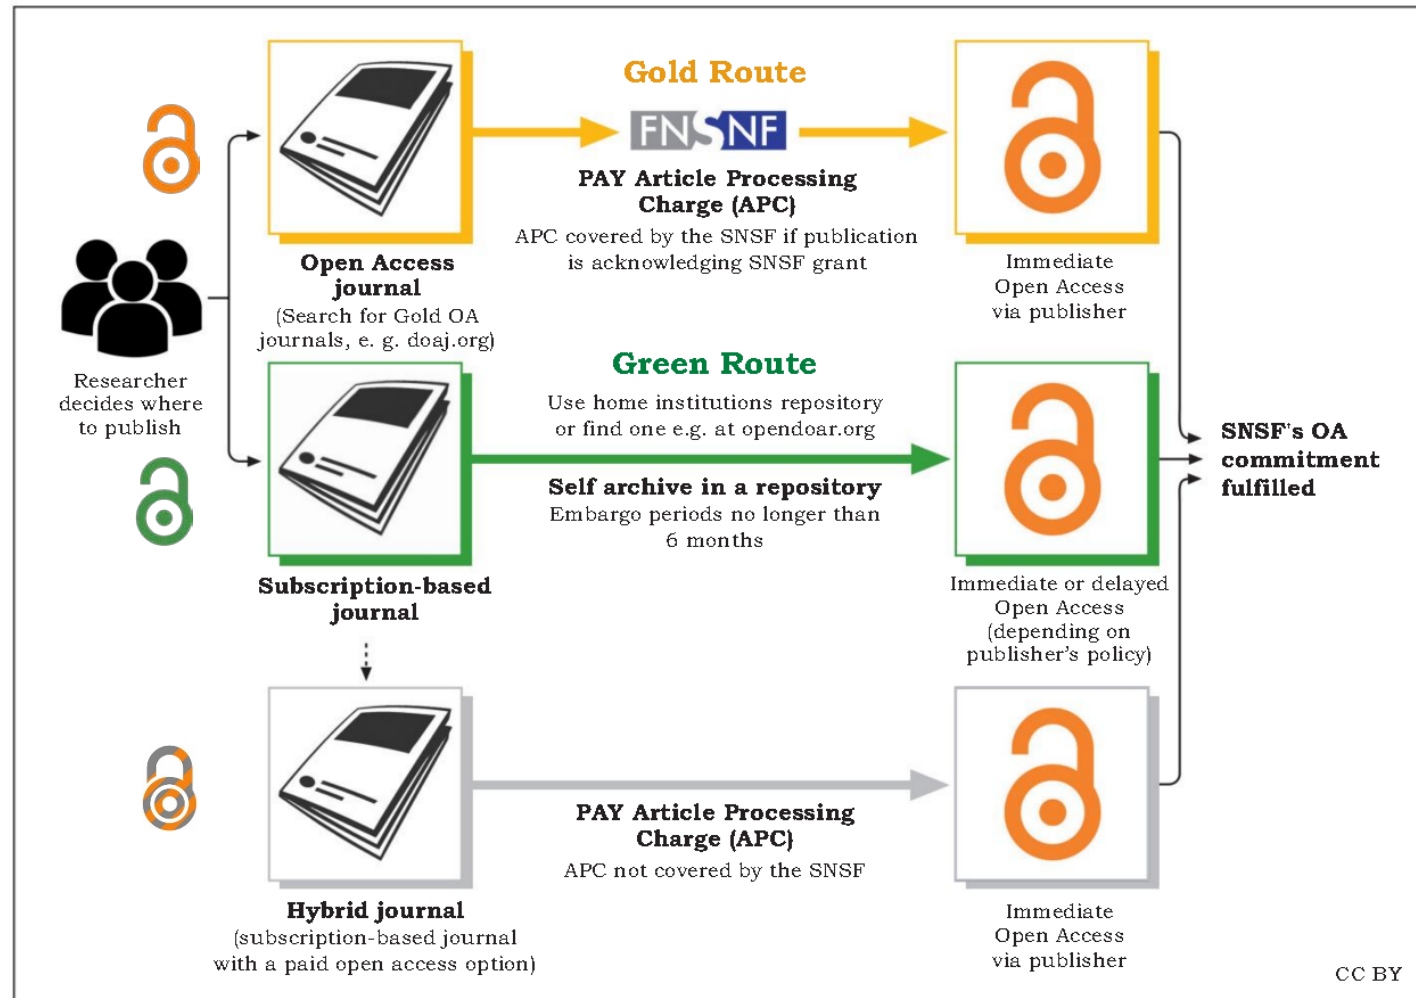 Gold Route
FNSNF
PAY Article Processing
Charge (APC)
APC covered by the SNSF if publication
is acknowledging SNSF grant
Open Access
journal
(Search for Gold OA
journals, e. g. doaj.org)
Immediate
Open Access
via publisher
Researcher
decides where
to publish
Green Route
Use home institutions repository
or find one e.g. at opendoar.org
Self archive in a repository
Embargo periods no longer than
6 months
Subscription-based
journal
Immediate or delayed
Open Access
(depending on
publisher's policy)
SNSF's OA
commitment
fulfilled
PAY Article Processing
Charge (APC)
APC not covered by the SNSF
Hybrid journal
(subscription-based journal
with a paid open access option)
Immediate
Open Access
via publisher
CC BY